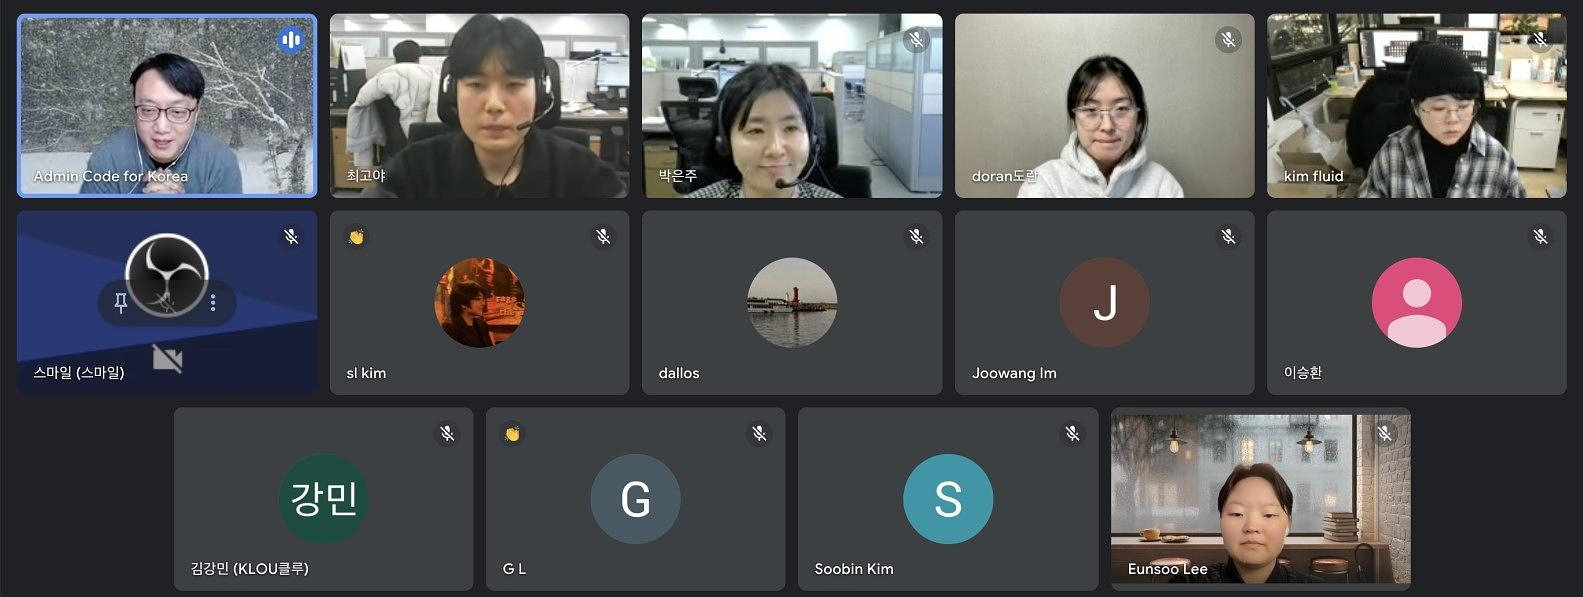 Admin Code for Korea
최고야
박은주
doran도란
kim fluid
스마일 (스마일)
sl kim
dallos
J
Joowang Im
이승환
강민
김강민 (KLOU클루)
G
G L
S
Soobin Kim
Eunsoo Lee